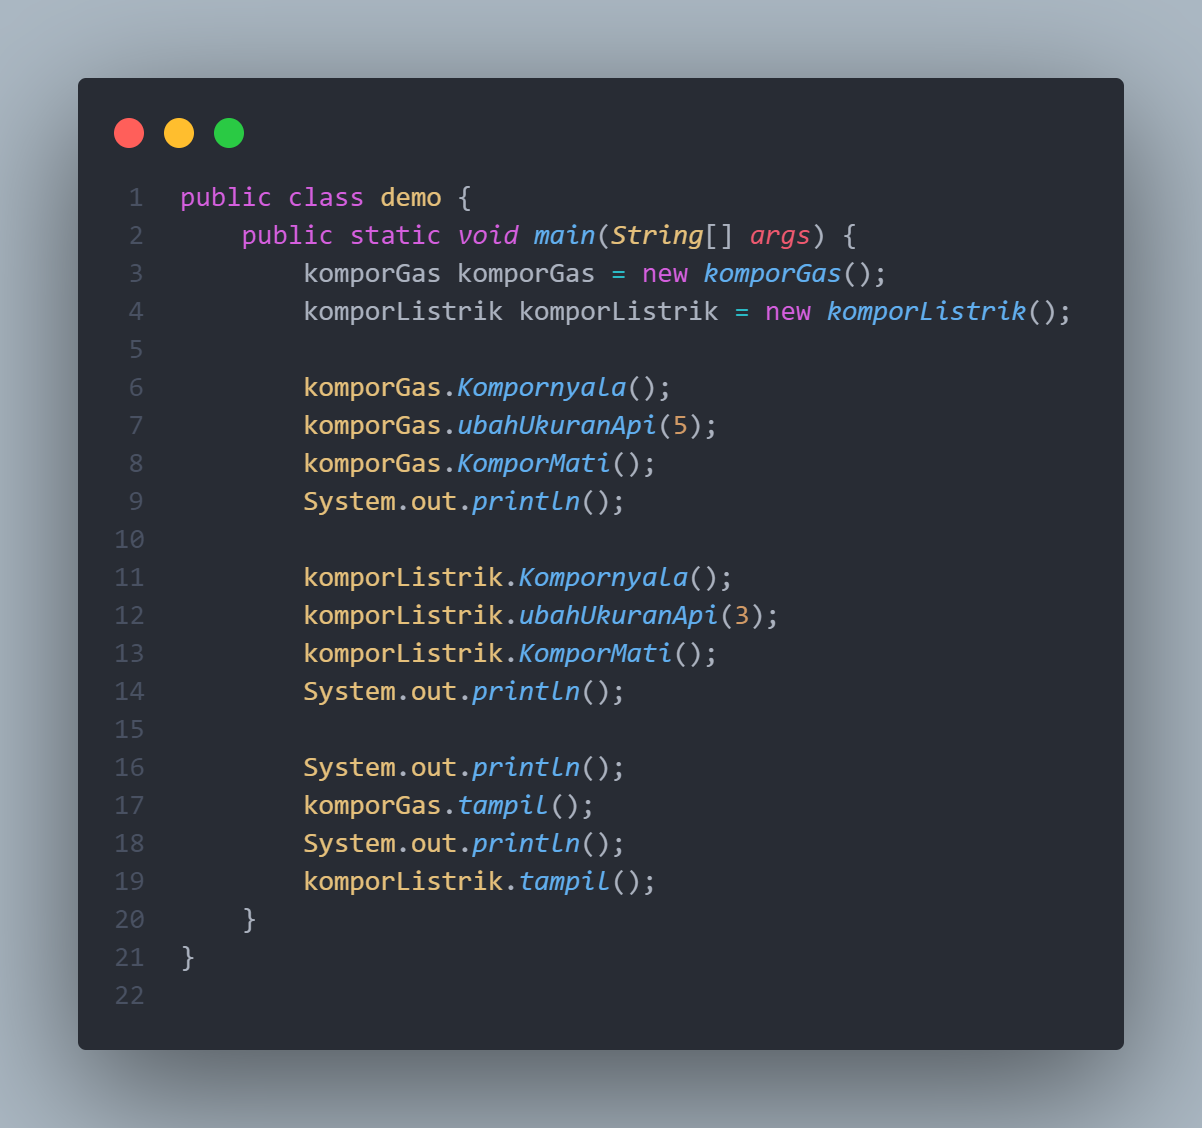 1 public class demo {
2     public static void main(String[] args) {
3         komporGas komporGas = new komporGas();
4         komporListrik komporListrik = new komporListrik();
5
6         komporGas.Kompornyala();
7         komporGas.ubahUkuranApi(5);
8         komporGas.KomporMati();
9         System.out.println();
10
11         komporListrik.Kompornyala();
12         komporListrik.ubahUkuranApi(3);
13         komporListrik.KomporMati();
14         System.out.println();
15
16         System.out.println();
17         komporGas.tampil();
18         System.out.println();
19         komporListrik.tampil();
20     }
21 }
22